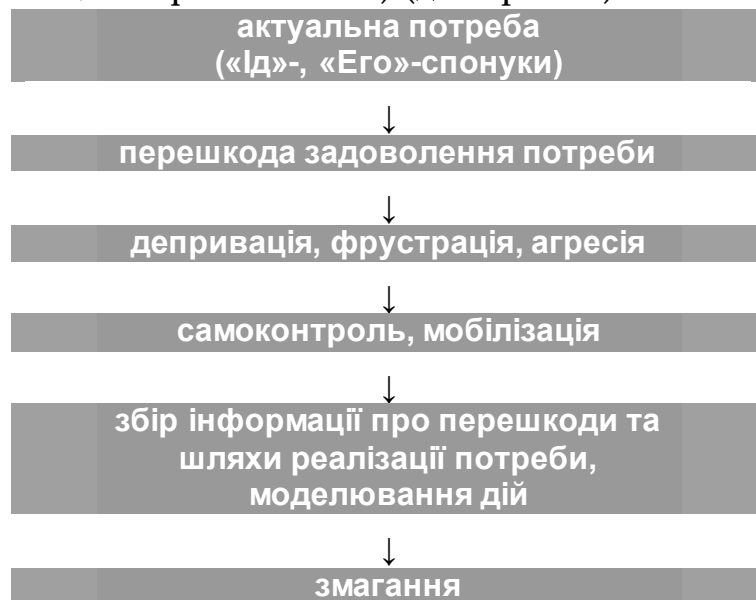 актуальна потреба
(«Ід»-, «Его»-спонуки)
↓
перешкода задоволення потреби
↓
депривація, фрустрація, агресія
↓
самоконтроль, мобілізація
↓
збір інформації про перешкоди та
шляхи реалізації потреби,
моделювання дій
↓
змагання